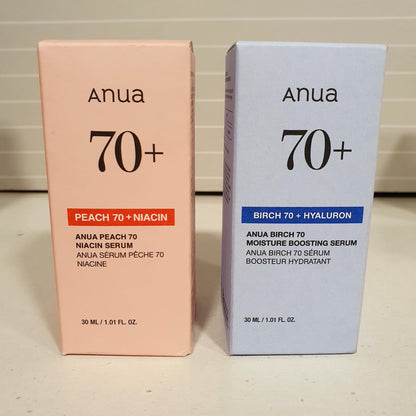 Anua
70+
PEACH 70 + NIACIN
ANUA PEACH 70
NIACIN SERUM
ANUA SÉRUM PÊCHE 70
NIACINE
30 ML / 1.01 FL. OZ.
Anua
70+
BIRCH 70 + HYALURON
ANUA BIRCH 70
MOISTURE BOOSTING SERUM
ANUA BIRCH 70 SÉRUM
BOOSTEUR HYDRATANT
30 ML / 1.01 FL. OZ.